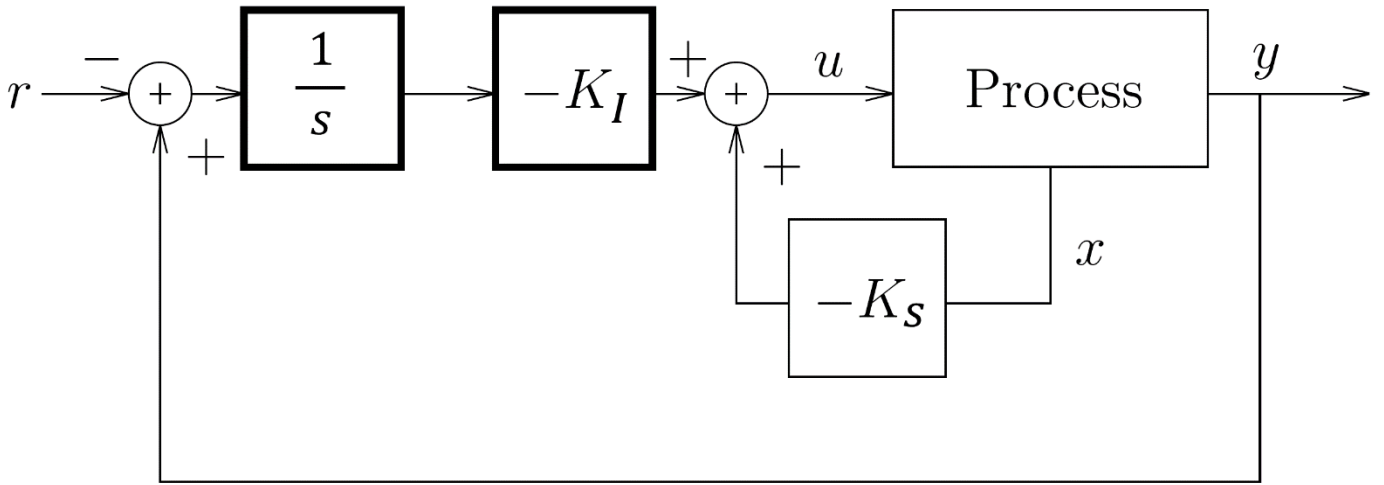 r
−
+
+
1
s
−K_I
+
+
+
u
Process
y
x
−K_s